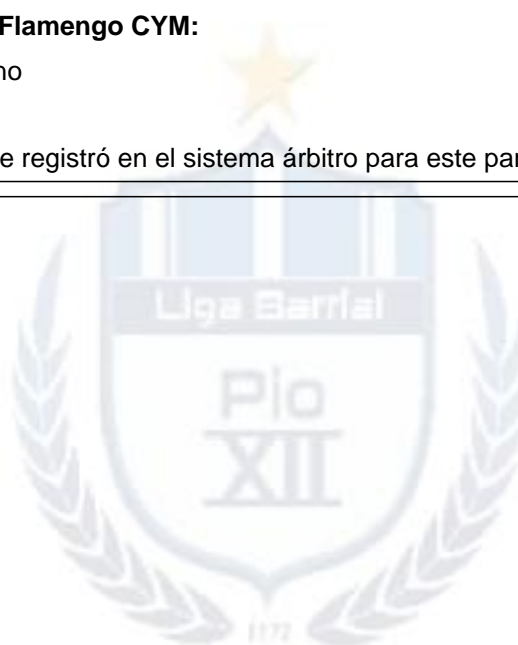 Flamengo CYM:
no
e registró en el sistema árbitro para este par
Liga Barrial
Pio
XII